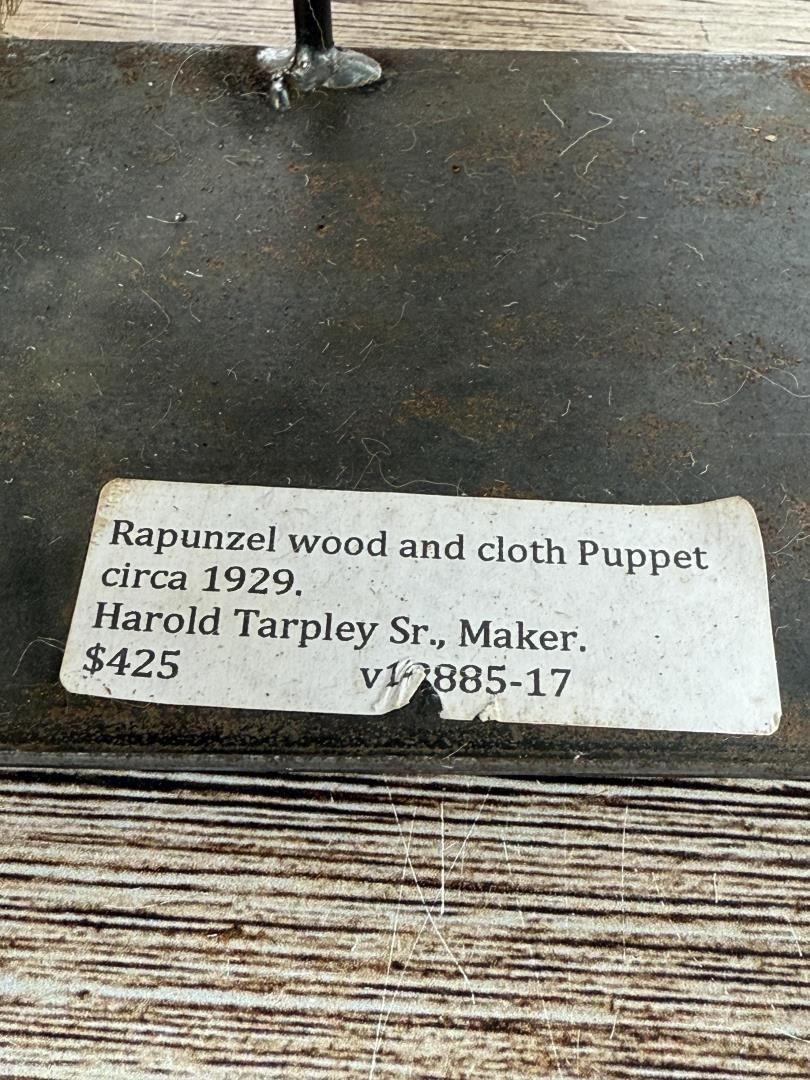 Rapunzel wood and cloth Puppet
circa 1929.
Harold Tarpley Sr., Maker.
$425